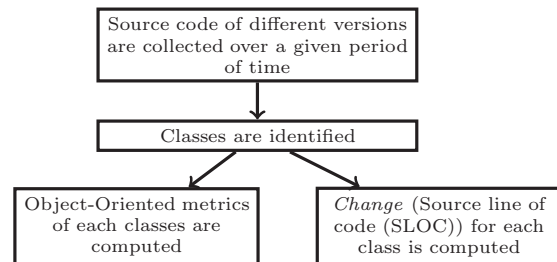 Source code of different versions
are collected over a given period
of time
Classes are identified
Object-Oriented metrics
of each classes are
computed
Change (Source line of
code (SLOC)) for each
class is computed